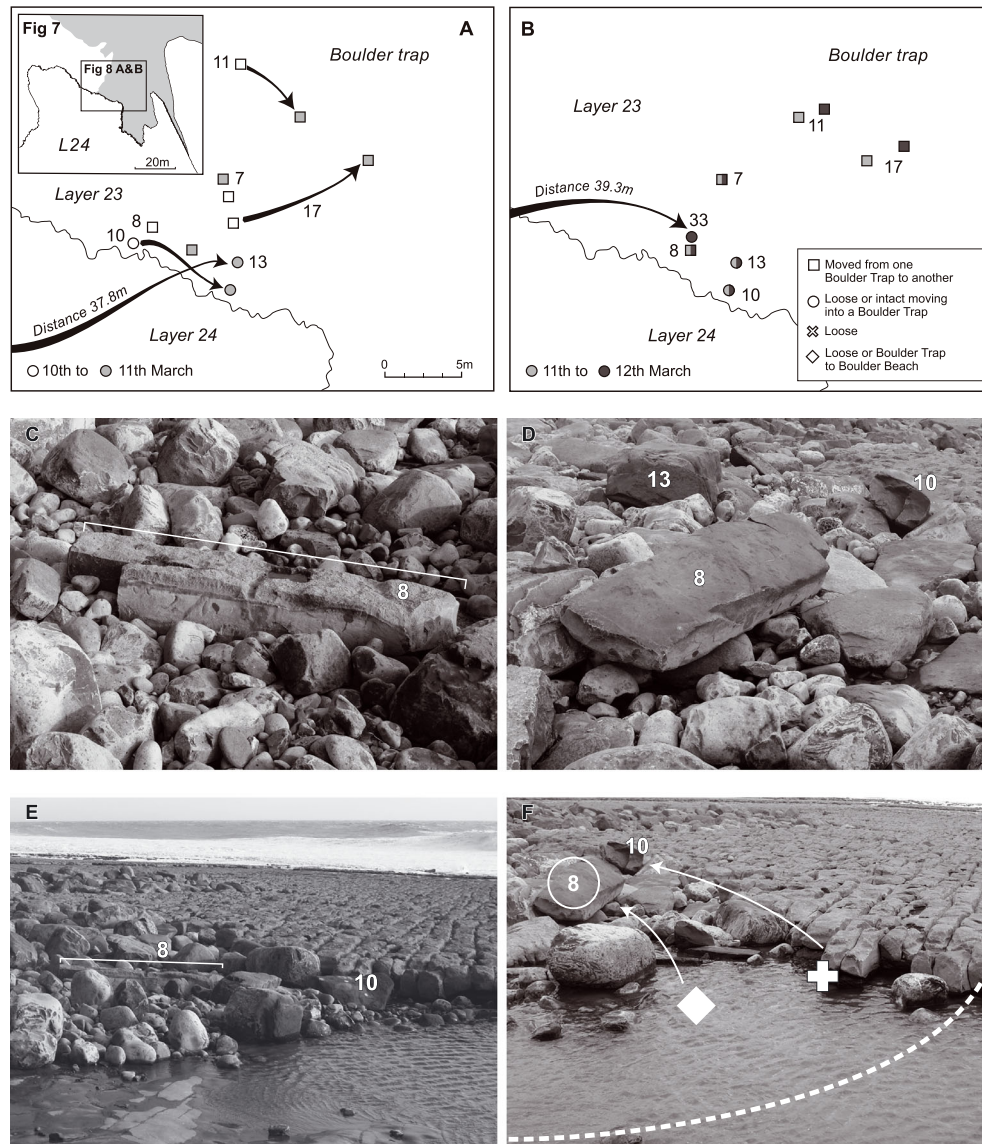 Fig 7
Fig 8 A&B
L24
20m
A
11
Boulder trap
7
Layer 23
17
8
10
13
Distance 37.8m
Layer 24
0
5m
10th to
11th March
B
Boulder trap
Layer 23
11
17
7
Distance 39.3m
33
8
13
10
Layer 24
11th to
12th March
Moved from one
Boulder Trap to another
Loose or intact moving
into a Boulder Trap
Loose
Loose or Boulder Trap
to Boulder Beach
C
8
D
13
10
8
E
8
10
F
10
8